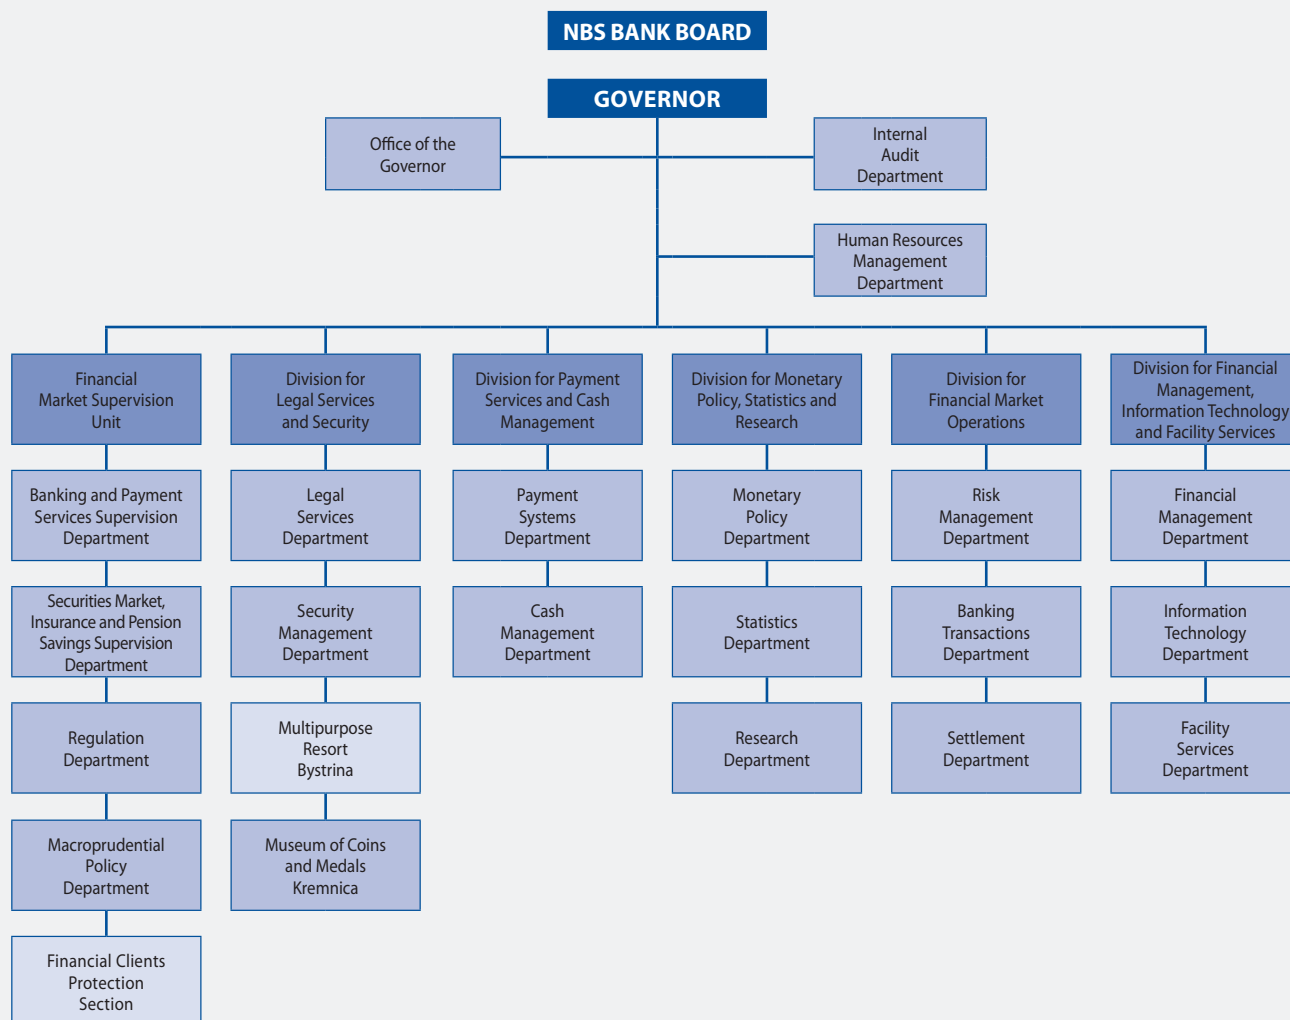 NBS BANK BOARD
GOVERNOR
Office of the
Governor
Internal
Audit
Department
Human Resources
Management
Department
Financial
Market Supervision
Unit
Banking and Payment
Services Supervision
Department
Securities Market,
Insurance and Pension
Savings Supervision
Department
Regulation
Department
Macroprudential
Policy
Department
Financial Clients
Protection
Section
Division for
Legal Services
and Security
Legal
Services
Department
Security
Management
Department
Multipurpose
Resort
Bystrina
Museum of Coins
and Medals
Kremnica
Division for Payment
Services and Cash
Management
Payment
Systems
Department
Cash
Management
Department
Division for Monetary
Policy, Statistics and
Research
Monetary
Policy
Department
Statistics
Department
Research
Department
Division for
Financial Market
Operations
Risk
Management
Department
Banking
Transactions
Department
Settlement
Department
Division for Financial
Management,
Information Technology
and Facility Services
Financial
Management
Department
Information
Technology
Department
Facility
Services
Department